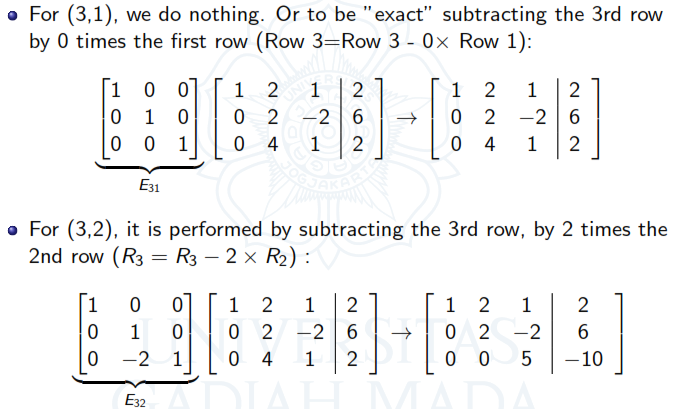 • For (3,1), we do nothing. Or to be "exact" subtracting the 3rd row
by 0 times the first row (Row 3=Row 3 - 0× Row 1):
[1 0 0] [1 2 1 | 2] [1 2 1 | 2]
[0 1 0] [0 2 −2 | 6] → [0 2 −2 | 6]
[0 0 1] [0 4 1 | 2] [0 4 1 | 2]
E₃₁
• For (3,2), it is performed by subtracting the 3rd row, by 2 times the
2nd row (R₃ = R₃ − 2 × R₂) :
[1 0 0] [1 2 1 | 2] [1 2 1 | 2]
[0 1 0] [0 2 −2 | 6] → [0 2 −2 | 6]
[0 −2 1] [0 4 1 | 2] [0 0 5 | −10]
E₃₂
UNIVERSITAS
GADJAH MADA